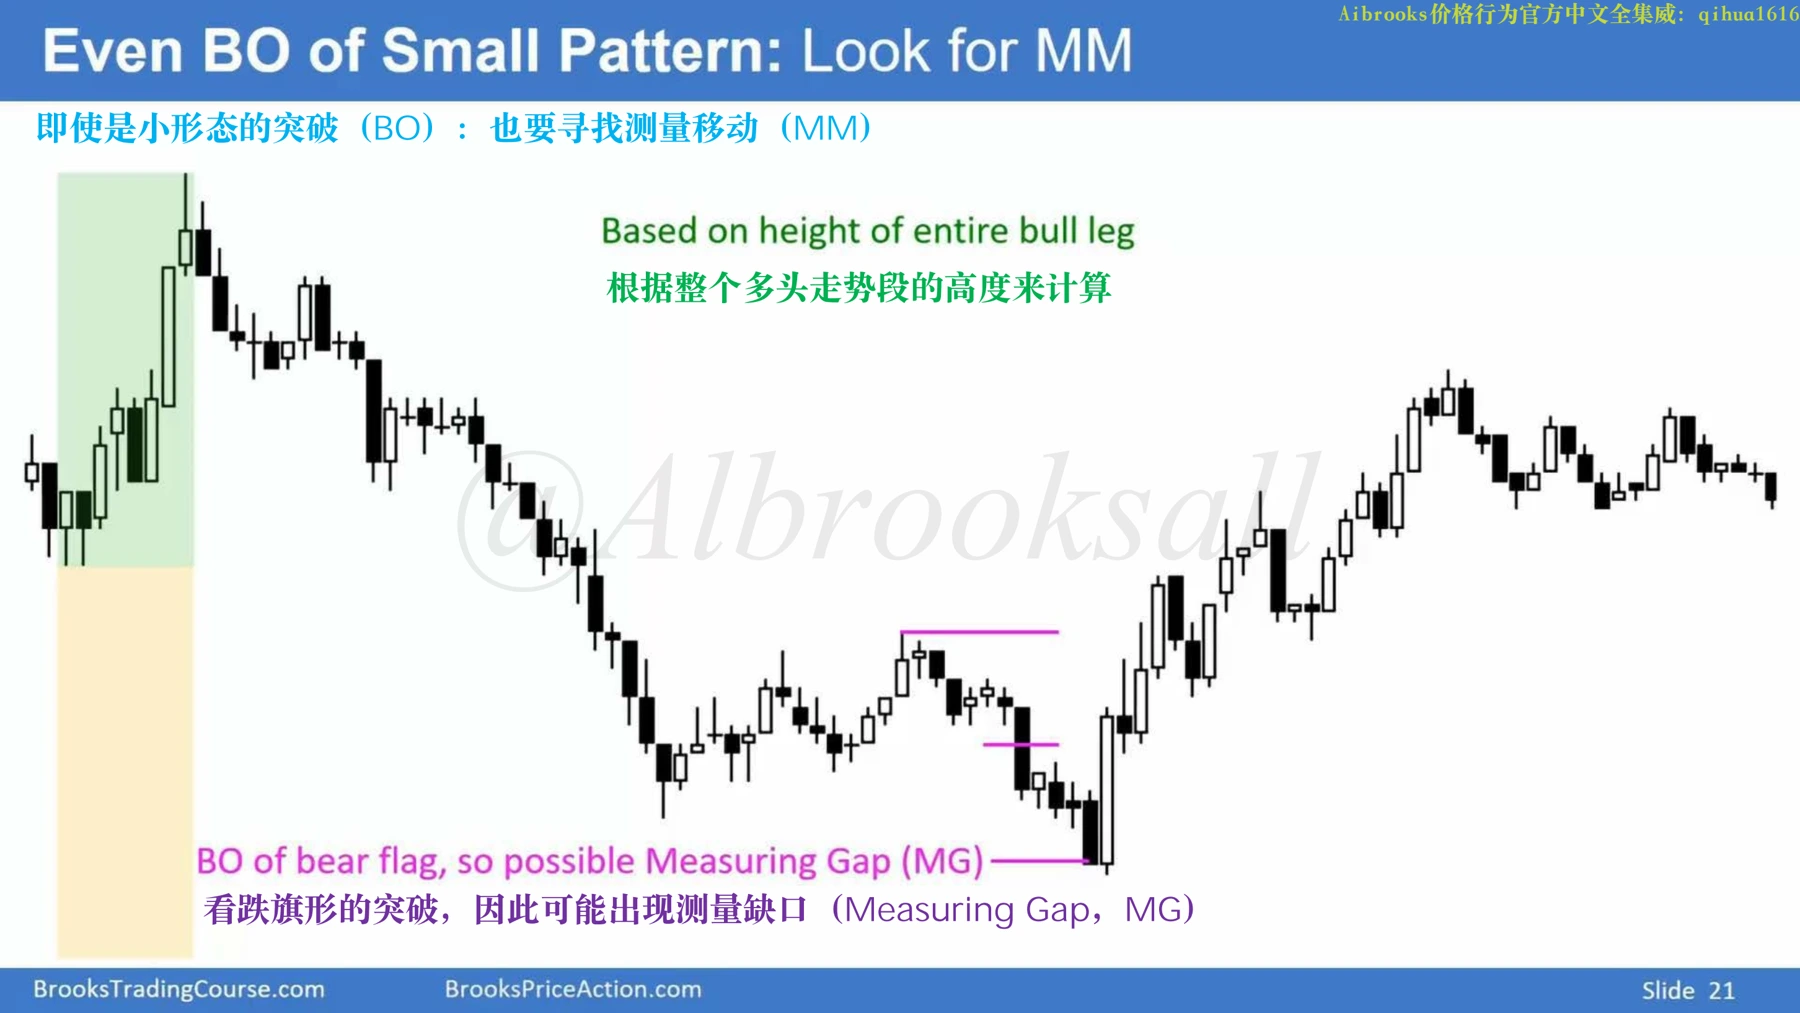 Aibrooks价格行为官方中文全集威：qihua1616
Even BO of Small Pattern: Look for MM
即使是小形态的突破（BO）：也要寻找测量移动（MM）
Based on height of entire bull leg
根据整个多头走势段的高度来计算
@Albrooksall
BO of bear flag, so possible Measuring Gap (MG)
看跌旗形的突破，因此可能出现测量缺口（Measuring Gap，MG）
BrooksTradingCourse.com BrooksPriceAction.com Slide 21